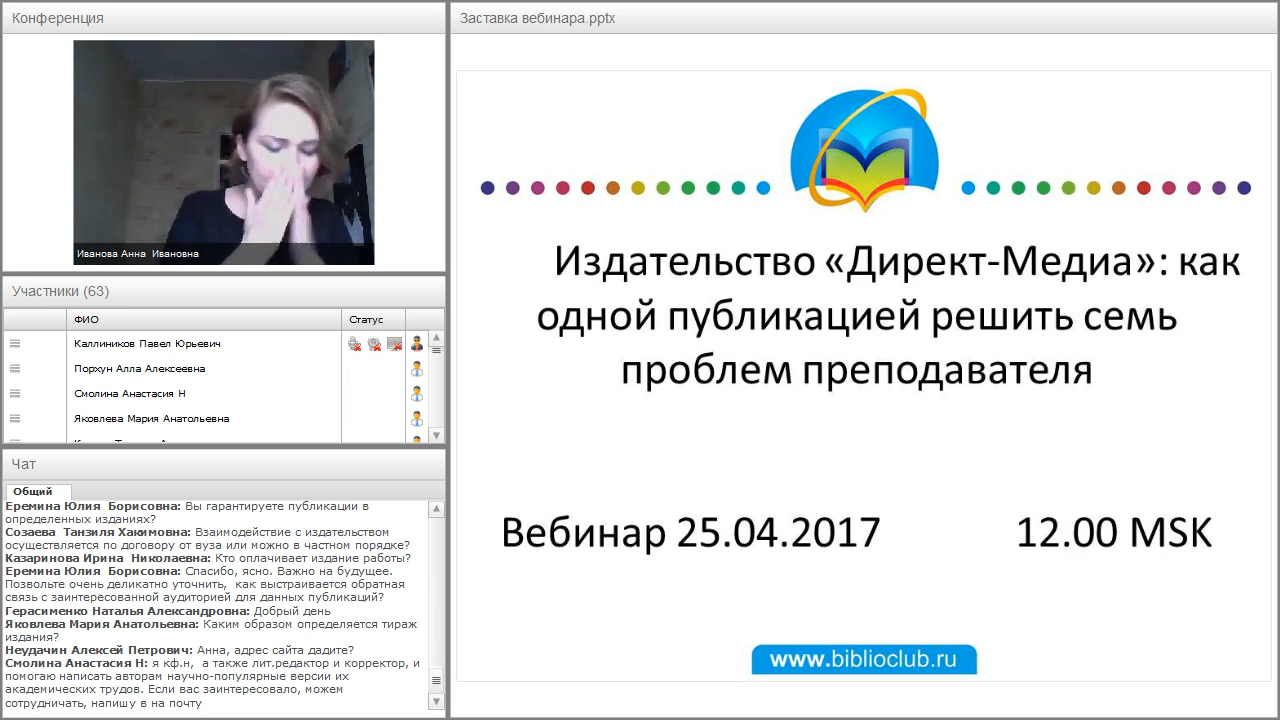 Конференция
Иванова Анна  Ивановна
Участники (63)
ФИО
Статус
Каллиников Павел Юрьевич
Порхун Алла Алексеевна
Смолина Анастасия Н
Яковлева Мария Анатольевна
Чат
Общий
Еремина Юлия  Борисовна: Вы гарантируете публикации в
определенных изданиях?
Созаева  Танзиля Хакимовна: Взаимодействие с издательством
осуществляется по договору от вуза или можно в частном порядке?
Казаринова Ирина  Николаевна: Кто оплачивает издание работы?
Еремина Юлия  Борисовна: Спасибо, ясно. Важно на будущее.
Позвольте очень деликатно уточнить,  как выстраивается обратная
связь с заинтересованной аудиторией для данных публикаций?
Герасименко Наталья Александровна: Добрый день
Яковлева Мария Анатольевна: Каким образом определяется тираж
издания?
Неудачин Алексей Петрович: Анна, адрес сайта дадите?
Смолина Анастасия Н: я кф.н,  а также лит.редактор и корректор, и
помогаю написать авторам научно-популярные версии их
академических трудов. Если вас заинтересовало, можем
сотрудничать, напишу в на почту
Заставка вебинара.pptx
Издательство «Директ-Медиа»: как
одной публикацией решить семь
проблем преподавателя
Вебинар 25.04.2017 12.00 MSK
www.biblioclub.ru